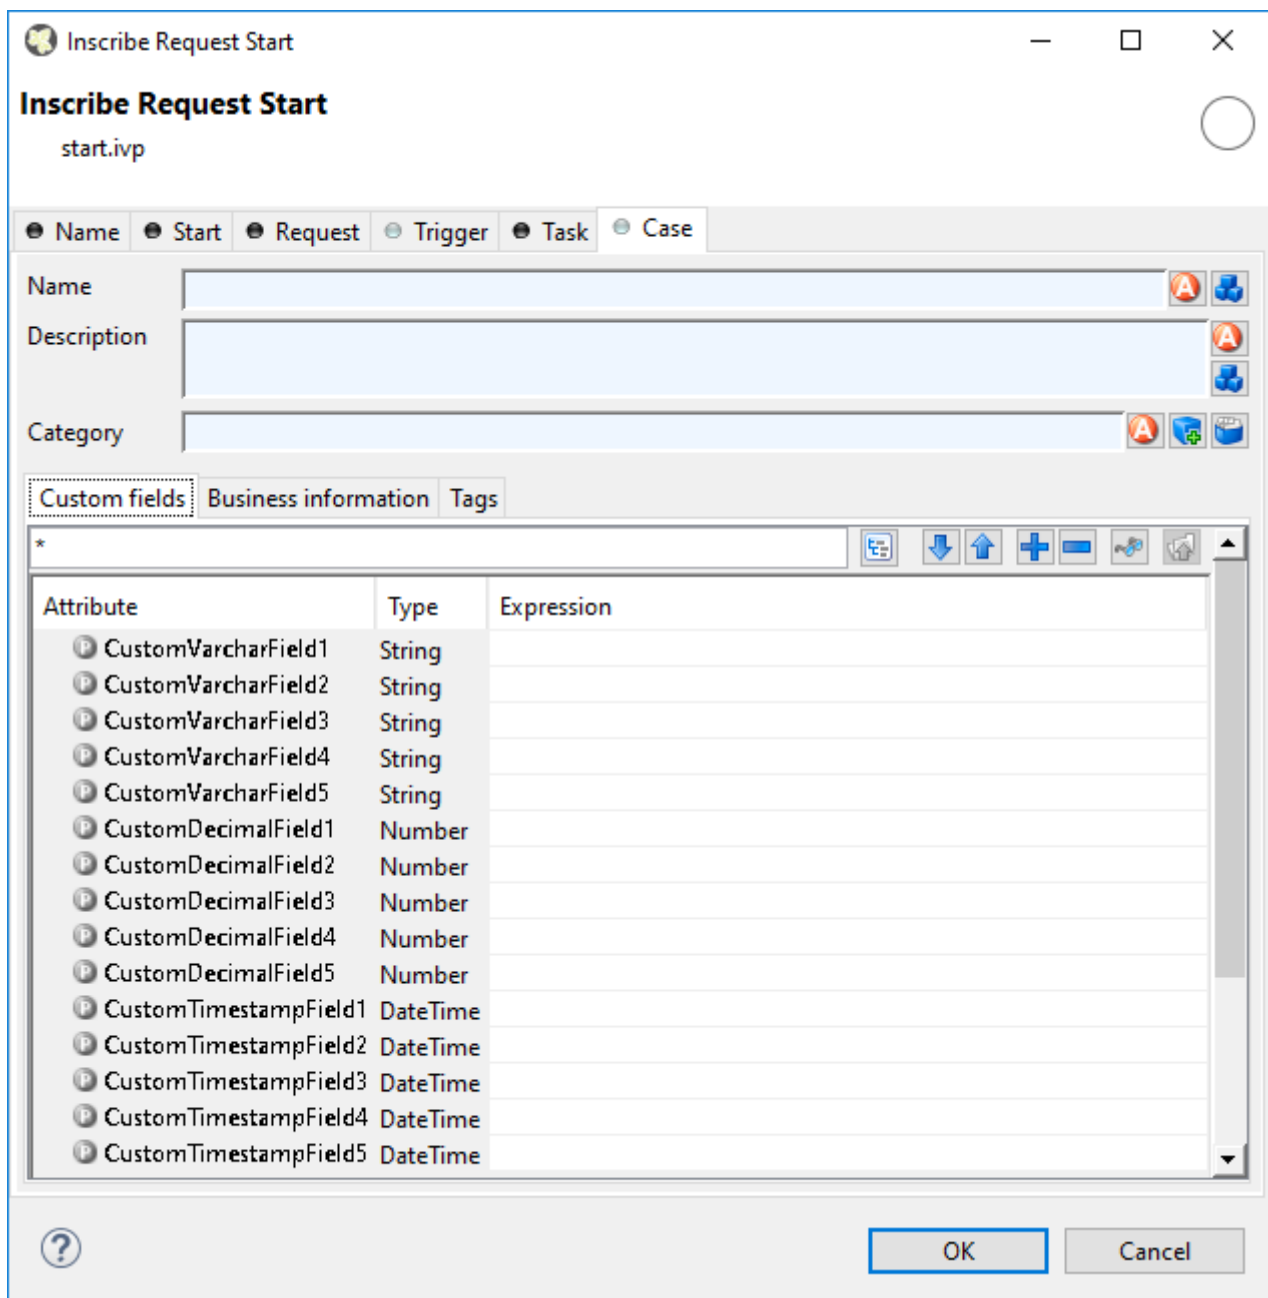 Inscribe Request Start
Inscribe Request Start
start.ivp
Name Start Request Trigger Task Case
Name
Description
Category
Custom fields Business information Tags
*
Attribute Type Expression
CustomVarcharField1 String
CustomVarcharField2 String
CustomVarcharField3 String
CustomVarcharField4 String
CustomVarcharField5 String
CustomDecimalField1 Number
CustomDecimalField2 Number
CustomDecimalField3 Number
CustomDecimalField4 Number
CustomDecimalField5 Number
CustomTimestampField1 DateTime
CustomTimestampField2 DateTime
CustomTimestampField3 DateTime
CustomTimestampField4 DateTime
CustomTimestampField5 DateTime
OK Cancel